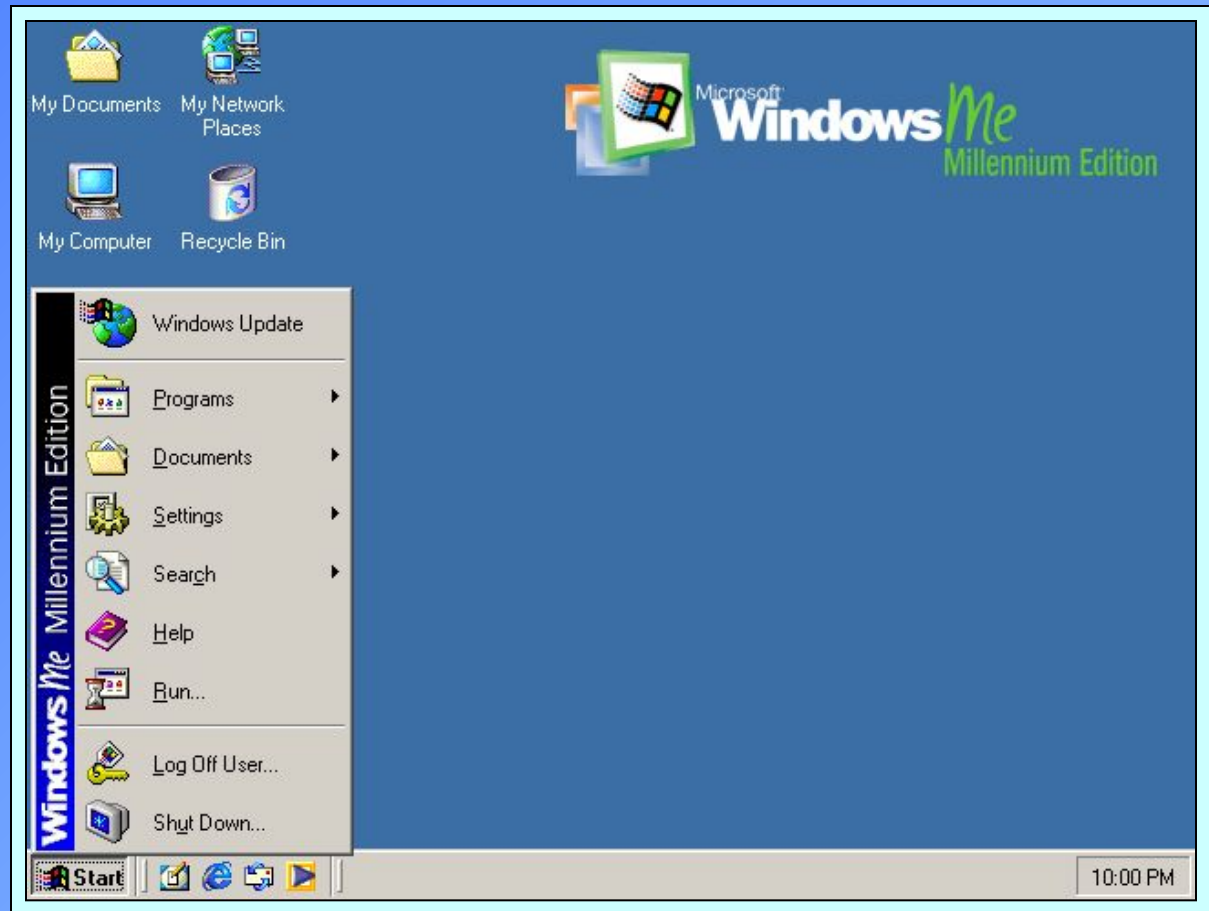 My Documents
My Network
Places
My Computer
Recycle Bin
Microsoft
Windows Me
Millennium Edition
Windows Me Millennium Edition
Windows Update
Programs
Documents
Settings
Search
Help
Run...
Log Off User...
Shut Down...
Start
10:00 PM